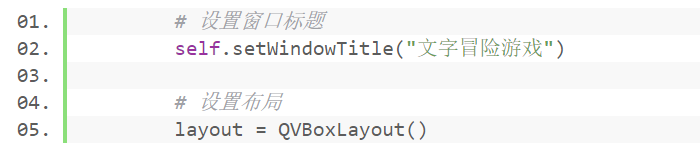 01. # 设置窗口标题
02. self.setWindowTitle("文字冒险游戏")
03.
04. # 设置布局
05. layout = QVBoxLayout()